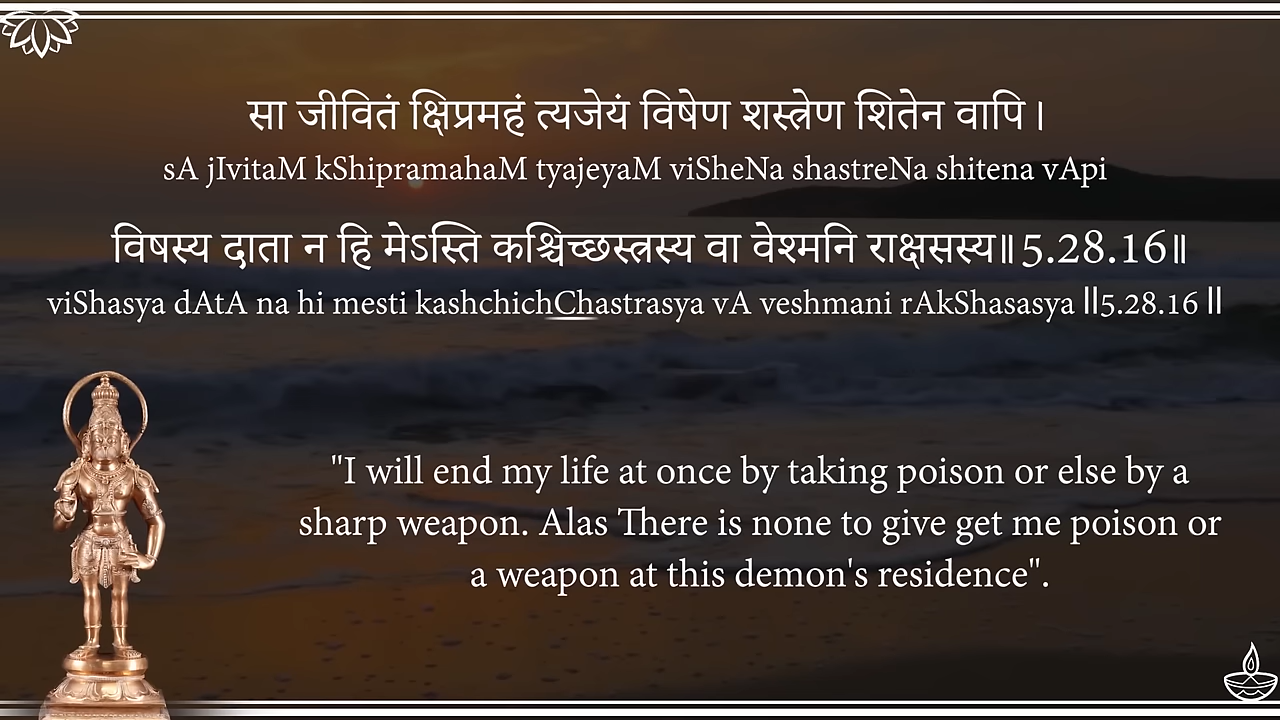 सा जीवितं क्षिप्रमहं त्यजेयं विषेण शस्त्रेण शितेन वापि ।
sA jIvitaM kShipramahaM tyajeyaM viSheNa shastreNa shitena vApi
विषस्य दाता न हि मेऽस्ति कश्चिच्छस्त्रस्य वा वेश्मनि राक्षसस्य॥5.28.16॥
viShasya dAtA na hi mesti kashchichChastrasya vA veshmani rAkShasasya ॥5.28.16॥
"I will end my life at once by taking poison or else by a
sharp weapon. Alas There is none to give get me poison or
a weapon at this demon's residence".